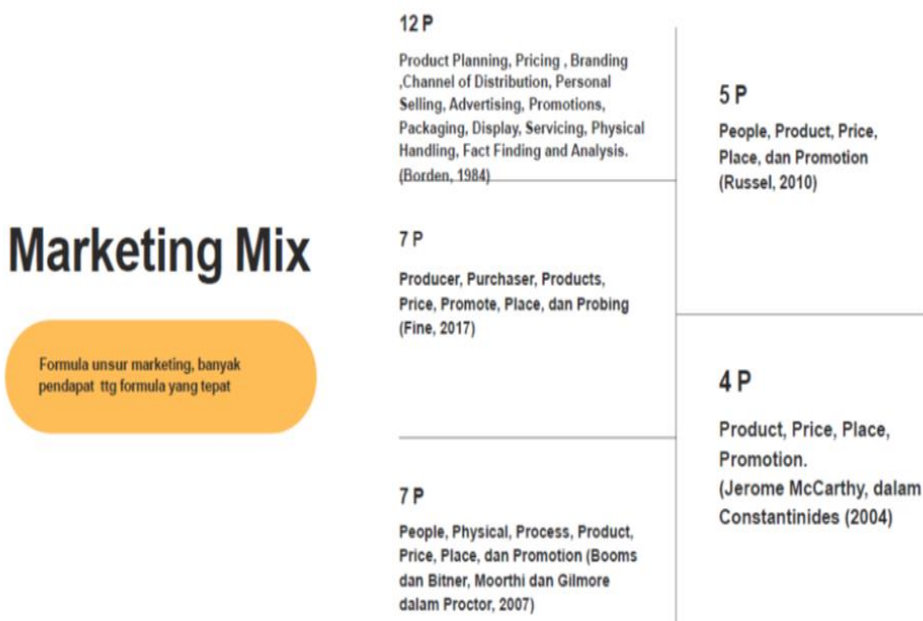 Marketing Mix
Formula unsur marketing, banyak
pendapat ttg formula yang tepat
12 P
Product Planning, Pricing , Branding
,Channel of Distribution, Personal
Selling, Advertising, Promotions,
Packaging, Display, Servicing, Physical
Handling, Fact Finding and Analysis.
(Borden, 1984)
7 P
Producer, Purchaser, Products,
Price, Promote, Place, dan Probing
(Fine, 2017)
7 P
People, Physical, Process, Product,
Price, Place, dan Promotion (Booms
dan Bitner, Moorthi dan Gilmore
dalam Proctor, 2007)
5 P
People, Product, Price,
Place, dan Promotion
(Russel, 2010)
4 P
Product, Price, Place,
Promotion.
(Jerome McCarthy, dalam
Constantinides (2004)